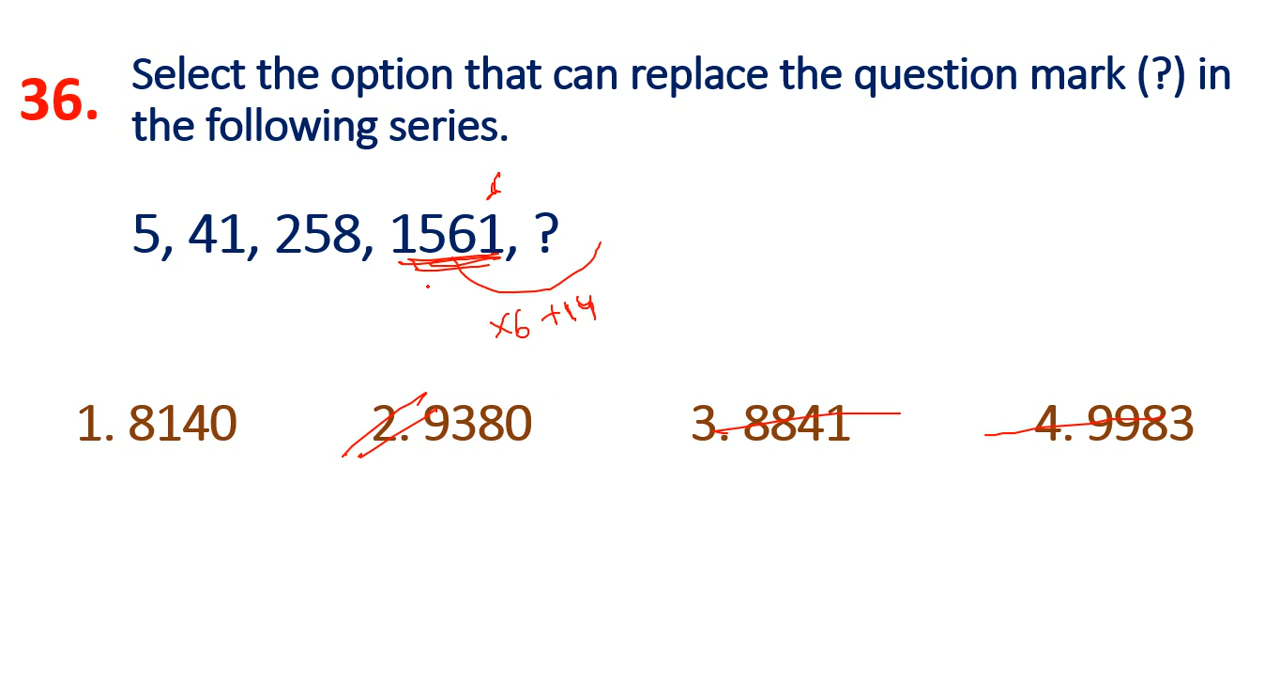 36. Select the option that can replace the question mark (?) in
the following series.
5, 41, 258, 1561, ?
×6 +14
1. 8140 2. 9380 3. 8841 4. 9983